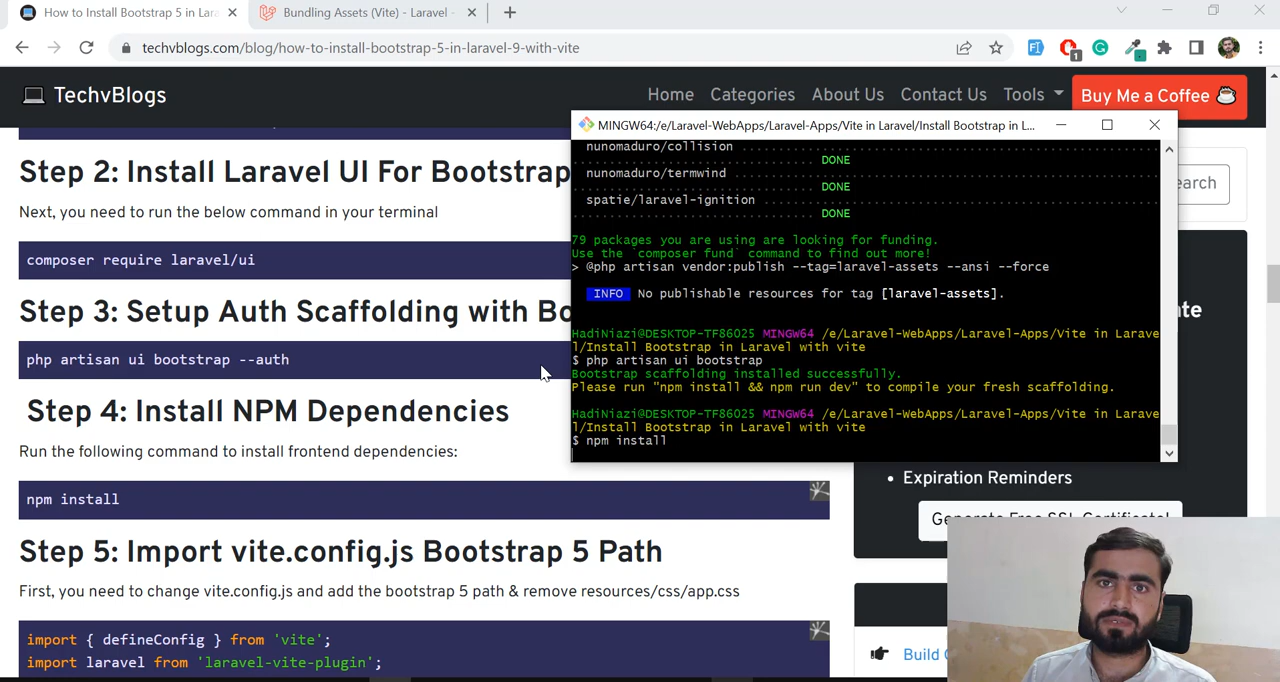 How to Install Bootstrap 5 in Lara
Bundling Assets (Vite) - Laravel -
techvblogs.com/blog/how-to-install-bootstrap-5-in-laravel-9-with-vite
1
TechvBlogs
Home Categories About Us Contact Us Tools Buy Me a Coffee
Step 2: Install Laravel UI For Bootstrap
Next, you need to run the below command in your terminal
composer require laravel/ui
Step 3: Setup Auth Scaffolding with Bo
php artisan ui bootstrap --auth
Step 4: Install NPM Dependencies
Run the following command to install frontend dependencies:
npm install
Step 5: Import vite.config.js Bootstrap 5 Path
First, you need to change vite.config.js and add the bootstrap 5 path & remove resources/css/app.css
import { defineConfig } from 'vite';
import laravel from 'laravel-vite-plugin';
MINGW64:/e/Laravel-WebApps/Laravel-Apps/Vite in Laravel/Install Bootstrap in L...
nunomaduro/collision
DONE
nunomaduro/termwind
DONE
spatie/laravel-ignition
DONE
79 packages you are using are looking for funding.
Use the `composer fund` command to find out more!
> @php artisan vendor:publish --tag=laravel-assets --ansi --force
INFO No publishable resources for tag [laravel-assets].
HadiNiazi@DESKTOP-TF86025 MINGW64 /e/Laravel-WebApps/Laravel-Apps/Vite in Larave
l/Install Bootstrap in Laravel with vite
$ php artisan ui bootstrap
Bootstrap scaffolding installed successfully.
Please run "npm install && npm run dev" to compile your fresh scaffolding.
HadiNiazi@DESKTOP-TF86025 MINGW64 /e/Laravel-WebApps/Laravel-Apps/Vite in Larave
l/Install Bootstrap in Laravel with vite
$ npm install
earch
te
Expiration Reminders
Generate Free SSL Certificate!
Build